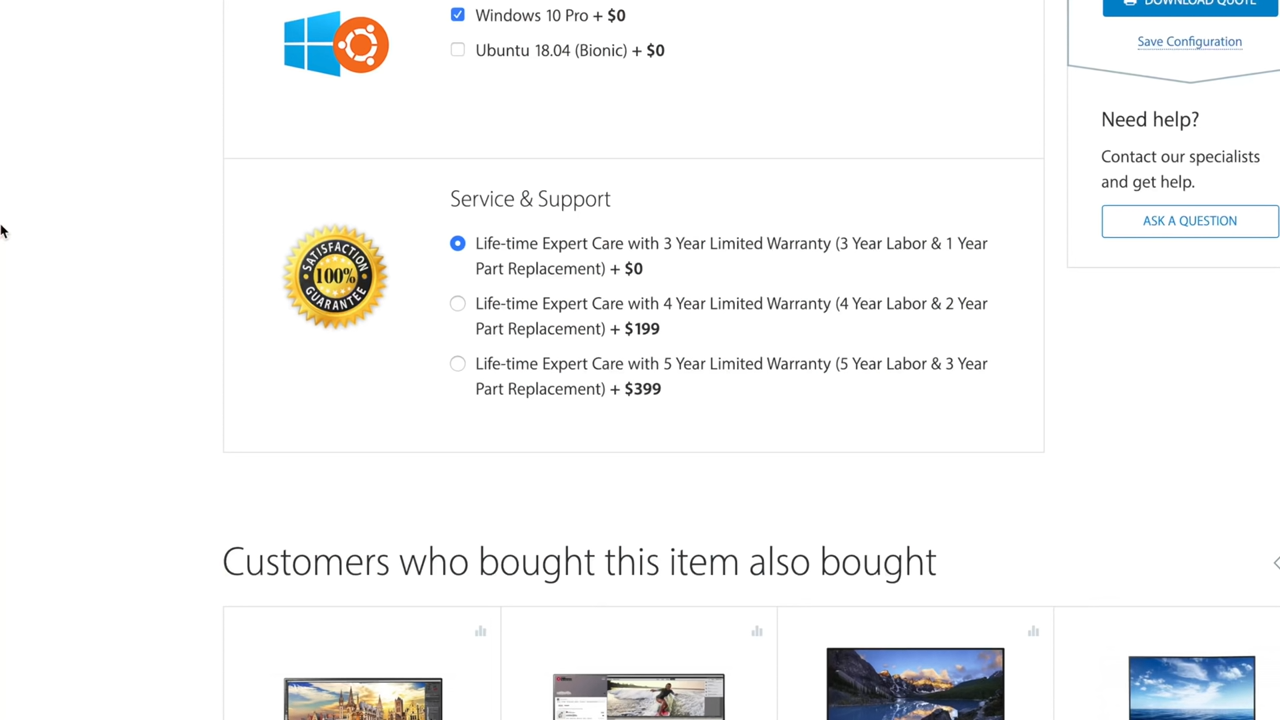 Windows 10 Pro + $0
Ubuntu 18.04 (Bionic) + $0
DOWNLOAD QUOTE
Save Configuration
Need help?
Contact our specialists
and get help.
ASK A QUESTION
Service & Support
SATISFACTION
100%
GUARANTEE
Life-time Expert Care with 3 Year Limited Warranty (3 Year Labor & 1 Year
Part Replacement) + $0
Life-time Expert Care with 4 Year Limited Warranty (4 Year Labor & 2 Year
Part Replacement) + $199
Life-time Expert Care with 5 Year Limited Warranty (5 Year Labor & 3 Year
Part Replacement) + $399
Customers who bought this item also bought